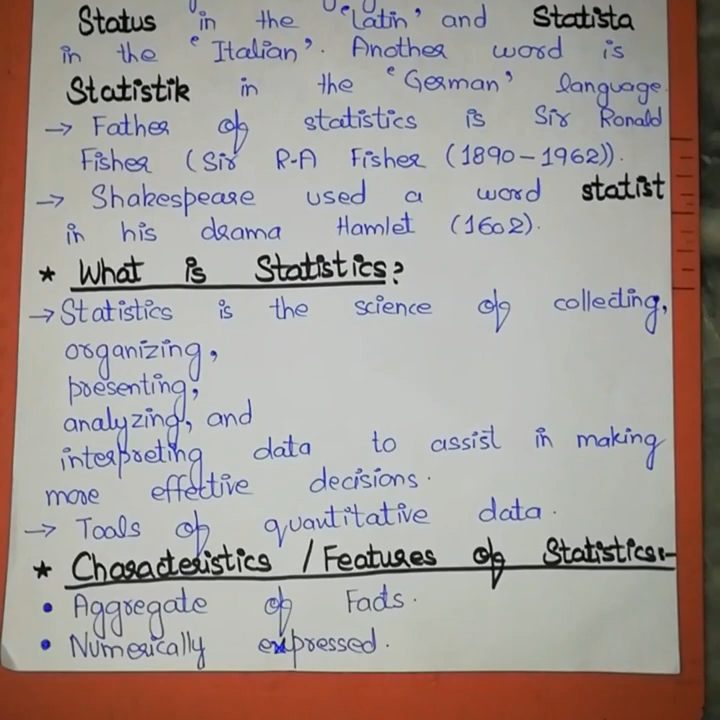 Status in the 'Latin' and Statista
in the 'Italian'. Another word is
Statistik in the 'German' language.
→ Father of statistics is Sir Ronald
Fisher (Sir R-A Fisher (1890-1962)).
→ Shakespeare used a word statist
in his drama Hamlet (1602).
* What is Statistics?
→ Statistics is the science of collecting,
organizing,
presenting,
analyzing, and
interpreting data to assist in making
more effective decisions.
→ Tools of quantitative data.
* Characteristics / Features of Statistics:-
• Aggregate of Facts.
• Numerically expressed.